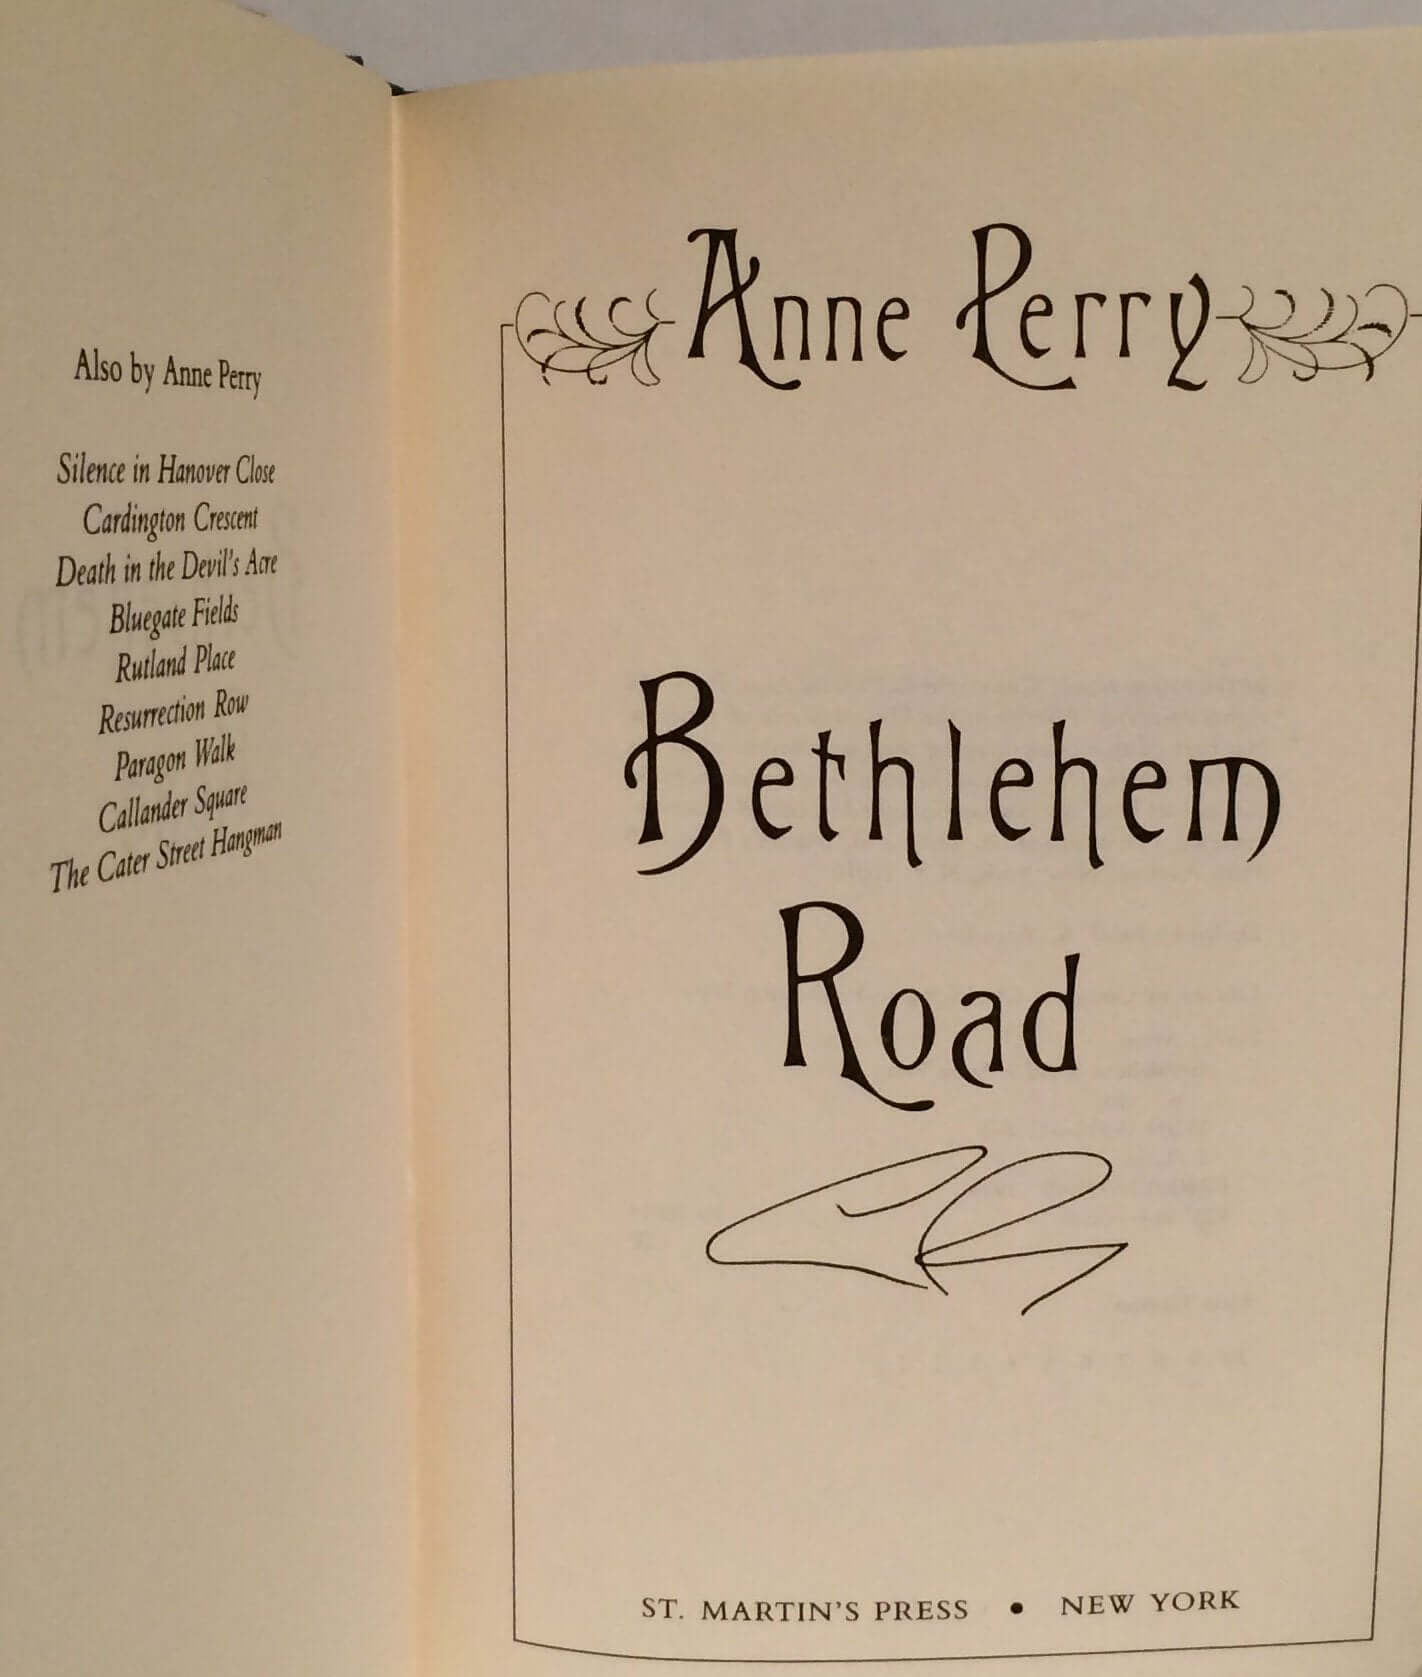 Also by Anne Perry
Silence in Hanover Close
Cardington Crescent
Death in the Devil's Acre
Bluegate Fields
Rutland Place
Resurrection Row
Paragon Walk
Callander Square
The Cater Street Hangman
Anne Perry
Bethlehem
Road
ST. MARTIN'S PRESS • NEW YORK